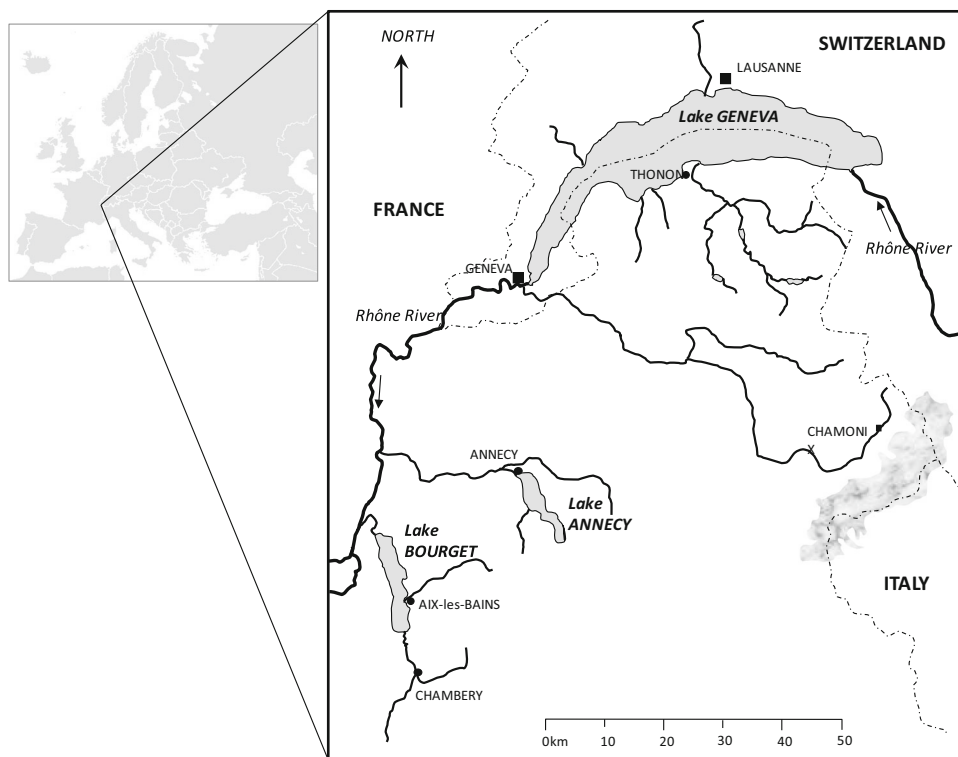 NORTH
SWITZERLAND
LAUSANNE
Lake GENEVA
THONON
FRANCE
Rhône River
GENEVA
Rhône River
CHAMONI
X
ANNECY
Lake
ANNECY
Lake
BOURGET
ITALY
AIX-les-BAINS
CHAMBERY
0km 10 20 30 40 50